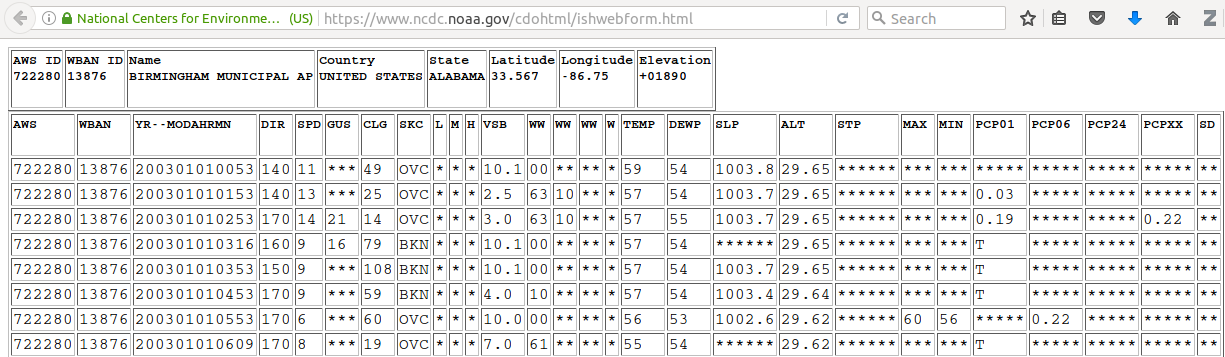 National Centers for Environme... (US) https://www.ncdc.noaa.gov/cdohtml/ishwebform.html Search
AWS ID WBAN ID Name Country State Latitude Longitude Elevation
722280 13876 BIRMINGHAM MUNICIPAL AP UNITED STATES ALABAMA 33.567 -86.75 +01890
AWS WBAN YR--MODAHRMN DIR SPD GUS CLG SKC L M H VSB WW WW WW W TEMP DEWP SLP ALT STP MAX MIN PCP01 PCP06 PCP24 PCPXX SD
722280 13876 200301010053 140 11 *** 49 OVC * * * 10.1 00 ** ** * 59 54 1003.8 29.65 ****** *** *** ***** ***** ***** ***** **
722280 13876 200301010153 140 13 *** 25 OVC * * * 2.5 63 10 ** * 57 54 1003.7 29.65 ****** *** *** 0.03 ***** ***** ***** **
722280 13876 200301010253 170 14 21 14 OVC * * * 3.0 63 10 ** * 57 55 1003.7 29.65 ****** *** *** 0.19 ***** ***** 0.22 **
722280 13876 200301010316 160 9 16 79 BKN * * * 10.1 00 ** ** * 57 54 ****** 29.65 ****** *** *** T ***** ***** ***** **
722280 13876 200301010353 150 9 *** 108 BKN * * * 10.1 00 ** ** * 57 54 1003.7 29.65 ****** *** *** T ***** ***** ***** **
722280 13876 200301010453 170 9 *** 59 BKN * * * 4.0 10 ** ** * 57 54 1003.4 29.64 ****** *** *** T ***** ***** ***** **
722280 13876 200301010553 170 6 *** 60 OVC * * * 10.0 00 ** ** * 56 53 1002.6 29.62 ****** 60 56 ***** 0.22 ***** ***** **
722280 13876 200301010609 170 8 *** 19 OVC * * * 7.0 61 ** ** * 55 54 ****** 29.62 ****** *** *** T ***** ***** ***** **